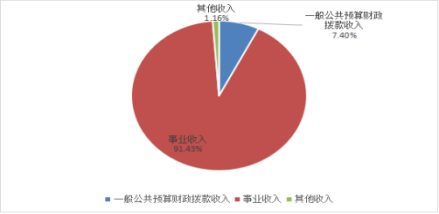 其他收入
1.16%
一般公共预算财政
拨款收入
7.40%
事业收入
91.43%
一般公共预算财政拨款收入 事业收入 其他收入